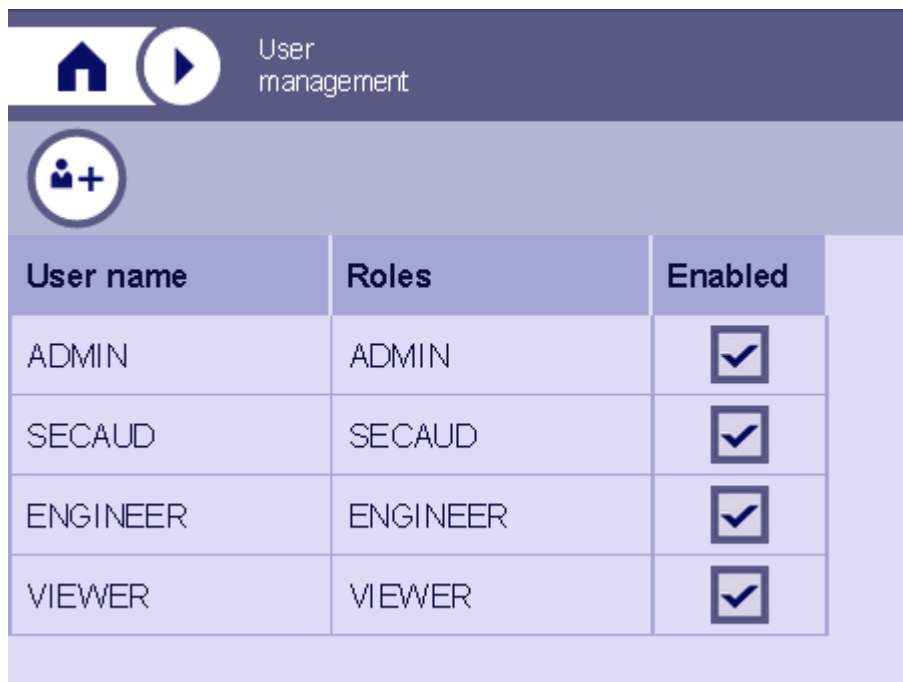 User
management
User name Roles Enabled
ADMIN ADMIN
SECAUD SECAUD
ENGINEER ENGINEER
VIEWER VIEWER